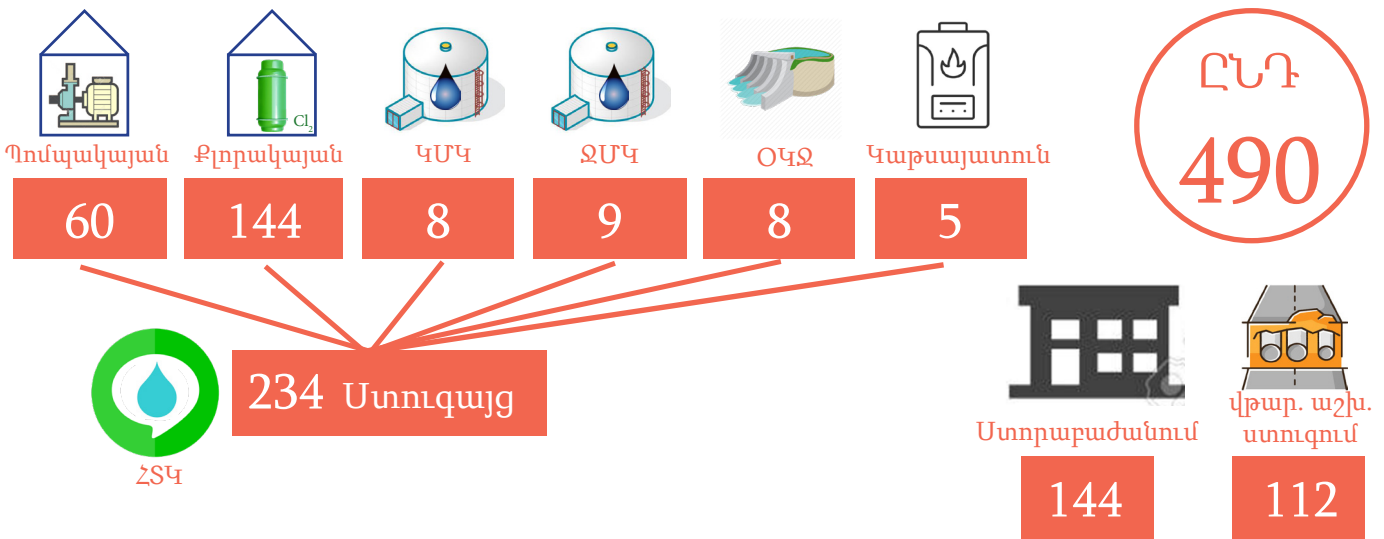 ԸՆԴ
490
Cl2
Պոմպակայան
Քլորակայան
ԿՄԿ
ՋՄԿ
ՕԿՋ
Կաթսայատուն
60
144
8
9
8
5
234 Ստուգայց
ՀՏԿ
Ստորաբաժանում
144
վթար. աշխ.
ստուգում
112